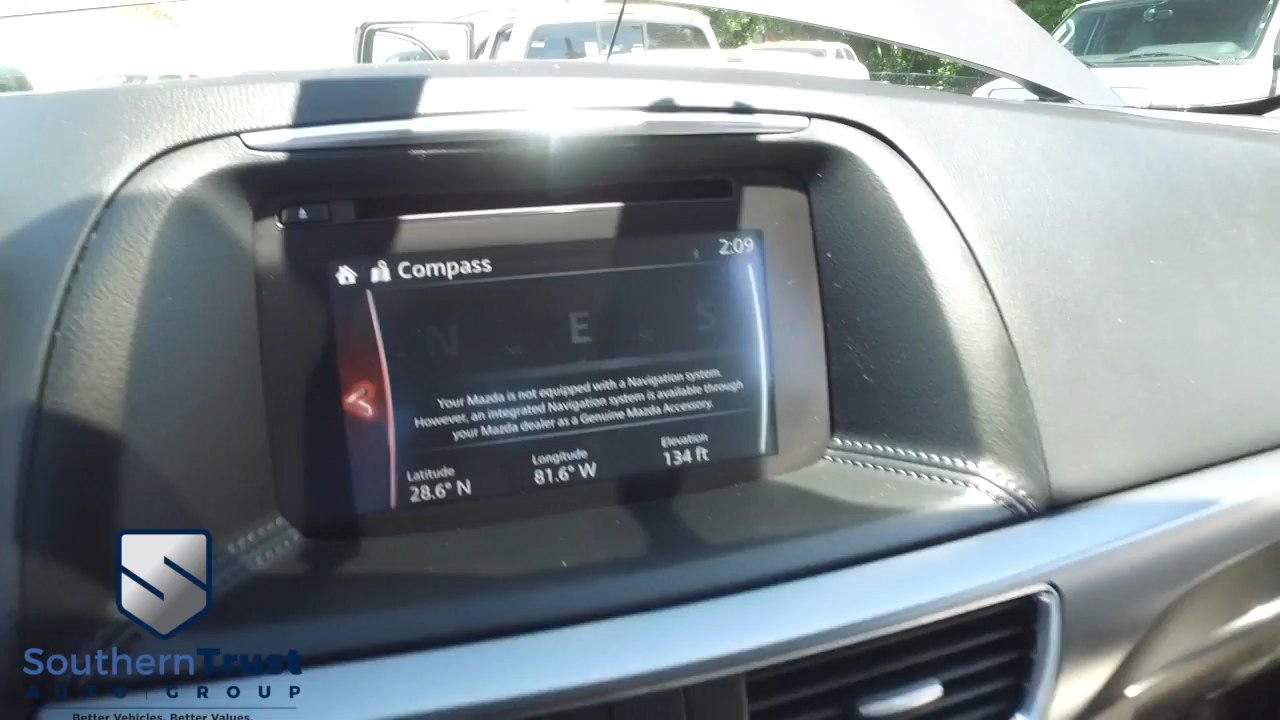 2:09
Compass
N E S
Your Mazda is not equipped with a Navigation system.
However, an integrated Navigation system is available through
your Mazda dealer as a Genuine Mazda Accessory.
Latitude Longitude Elevation
28.6° N 81.6° W 134 ft
SouthernTrust
AUTO | GROUP
Better Vehicles. Better Values.